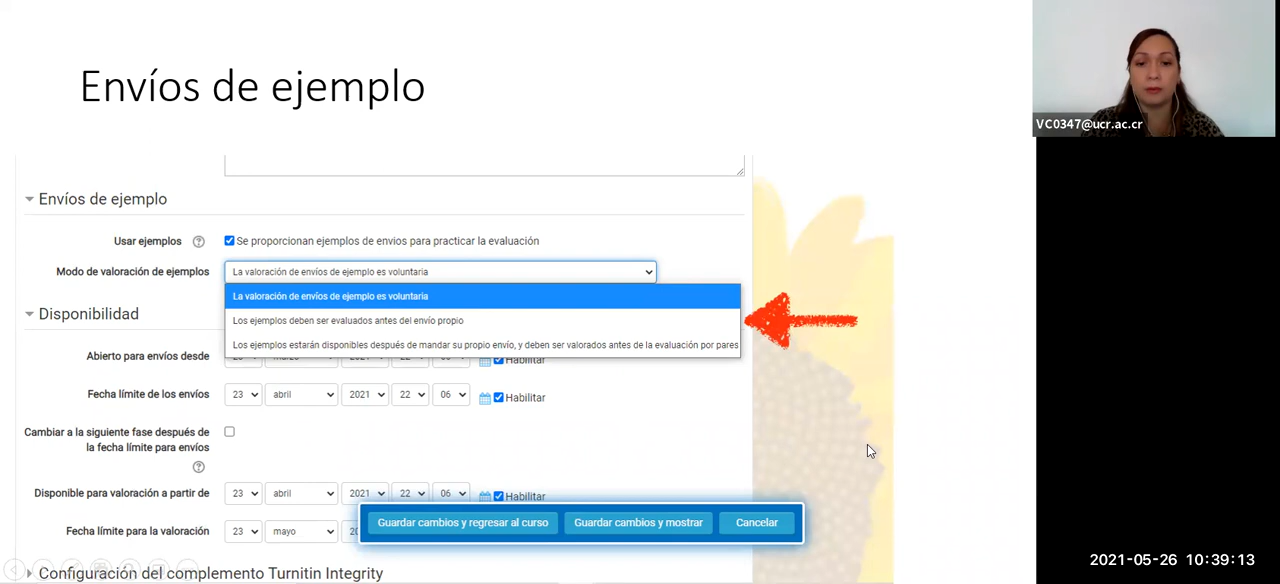 Envíos de ejemplo
VC0347@ucr.ac.cr
Envíos de ejemplo
Usar ejemplos
Se proporcionan ejemplos de envios para practicar la evaluación
Modo de valoración de ejemplos
La valoración de envíos de ejemplo es voluntaria
La valoración de envíos de ejemplo es voluntaria
Los ejemplos deben ser evaluados antes del envío propio
Los ejemplos estarán disponibles después de mandar su propio envío, y deben ser valorados antes de la evaluación por pares
Disponibilidad
Abierto para envíos desde
Habilitar
Fecha límite de los envíos 23 abril 2021 22 06 Habilitar
Cambiar a la siguiente fase después de
la fecha límite para envíos
Disponible para valoración a partir de 23 abril 2021 22 06 Habilitar
Fecha límite para la valoración 23 mayo
Guardar cambios y regresar al curso Guardar cambios y mostrar Cancelar
Configuración del complemento Turnitin Integrity
2021-05-26 10:39:13